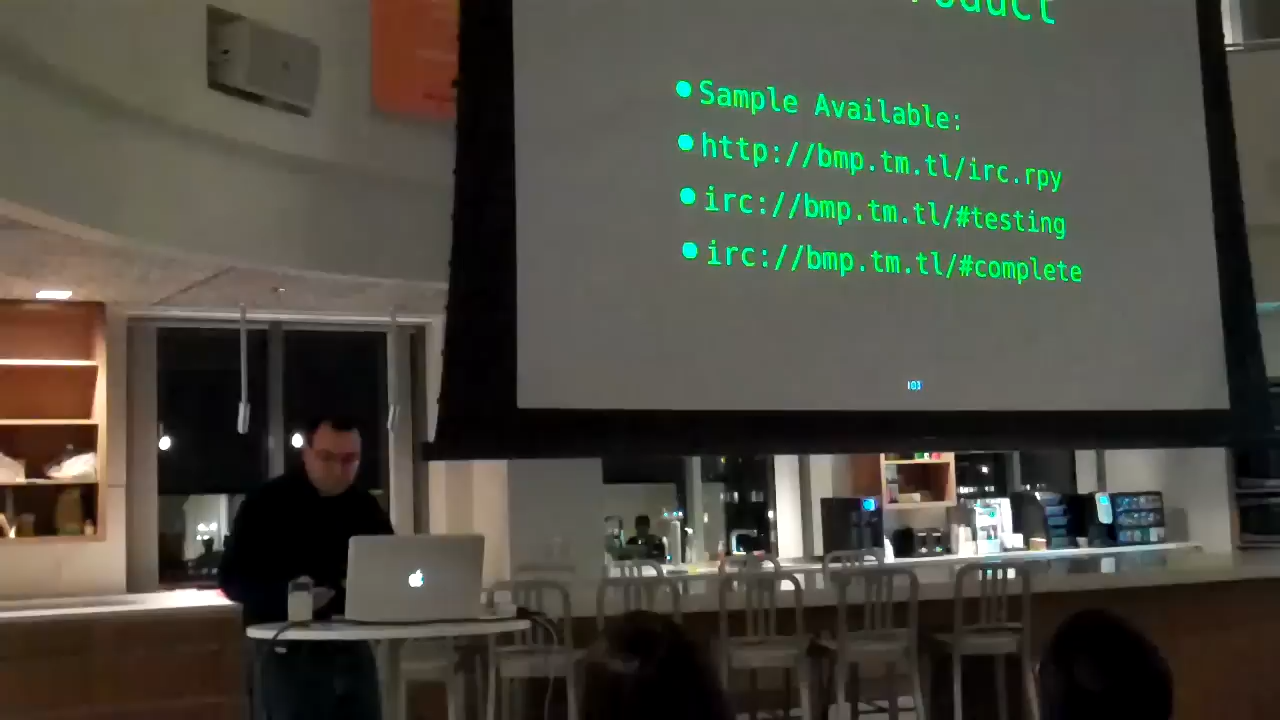 Sample Available:
http://bmp.tm.tl/irc.rpy
irc://bmp.tm.tl/#testing
irc://bmp.tm.tl/#complete